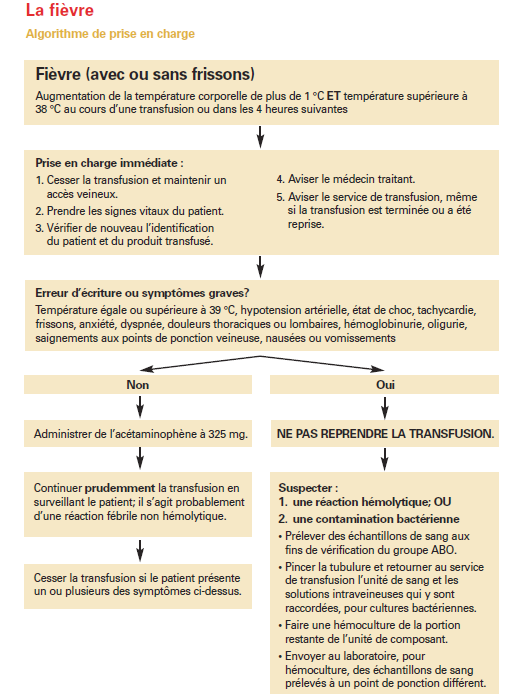 La fièvre
Algorithme de prise en charge
Fièvre (avec ou sans frissons)
Augmentation de la température corporelle de plus de 1 °C ET température supérieure à
38 °C au cours d'une transfusion ou dans les 4 heures suivantes
Prise en charge immédiate :
1. Cesser la transfusion et maintenir un
accès veineux.
2. Prendre les signes vitaux du patient.
3. Vérifier de nouveau l'identification
du patient et du produit transfusé.
4. Aviser le médecin traitant.
5. Aviser le service de transfusion, même
si la transfusion est terminée ou a été
reprise.
Erreur d'écriture ou symptômes graves?
Température égale ou supérieure à 39 °C, hypotension artérielle, état de choc, tachycardie,
frissons, anxiété, dyspnée, douleurs thoraciques ou lombaires, hémoglobinurie, oligurie,
saignements aux points de ponction veineuse, nausées ou vomissements
Non
Administrer de l'acétaminophène à 325 mg.
Continuer prudemment la transfusion en
surveillant le patient; il s'agit probablement
d'une réaction fébrile non hémolytique.
Cesser la transfusion si le patient présente
un ou plusieurs des symptômes ci-dessus.
Oui
NE PAS REPRENDRE LA TRANSFUSION.
Suspecter :
1. une réaction hémolytique; OU
2. une contamination bactérienne
• Prélever des échantillons de sang aux
fins de vérification du groupe ABO.
• Pincer la tubulure et retourner au service
de transfusion l'unité de sang et les
solutions intraveineuses qui y sont
raccordées, pour cultures bactériennes.
• Faire une hémoculture de la portion
restante de l'unité de composant.
• Envoyer au laboratoire, pour
hémoculture, des échantillons de sang
prélevés à un point de ponction différent.